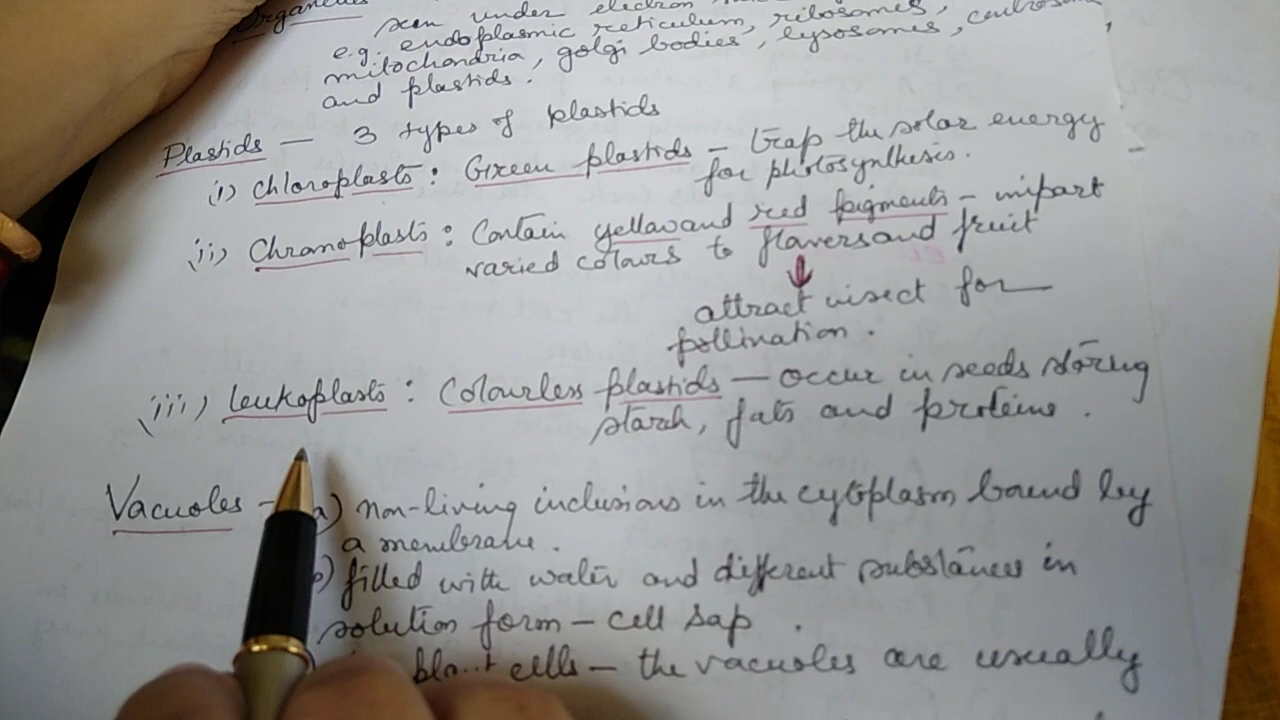 Organelles
seen under electron
e.g. endoplasmic reticulum, ribosomes,
mitochondria, golgi bodies, lysosomes, centrosome,
and plastids.
Plastids — 3 types of plastids
(i) Chloroplasts : Green plastids – trap the solar energy
for photosynthesis.
(ii) Chromoplasts : Contain yellow and red pigments – impart
varied colours to flowers and fruit
attract insect for
pollination.
(iii) Leukoplasts : Colourless plastids — occur in seeds storing
starch, fats and proteins.
Vacuoles – a) non-living inclusions in the cytoplasm bound by
a membrane.
b) filled with water and different substances in
solution form – cell sap.
plant cells – the vacuoles are usually